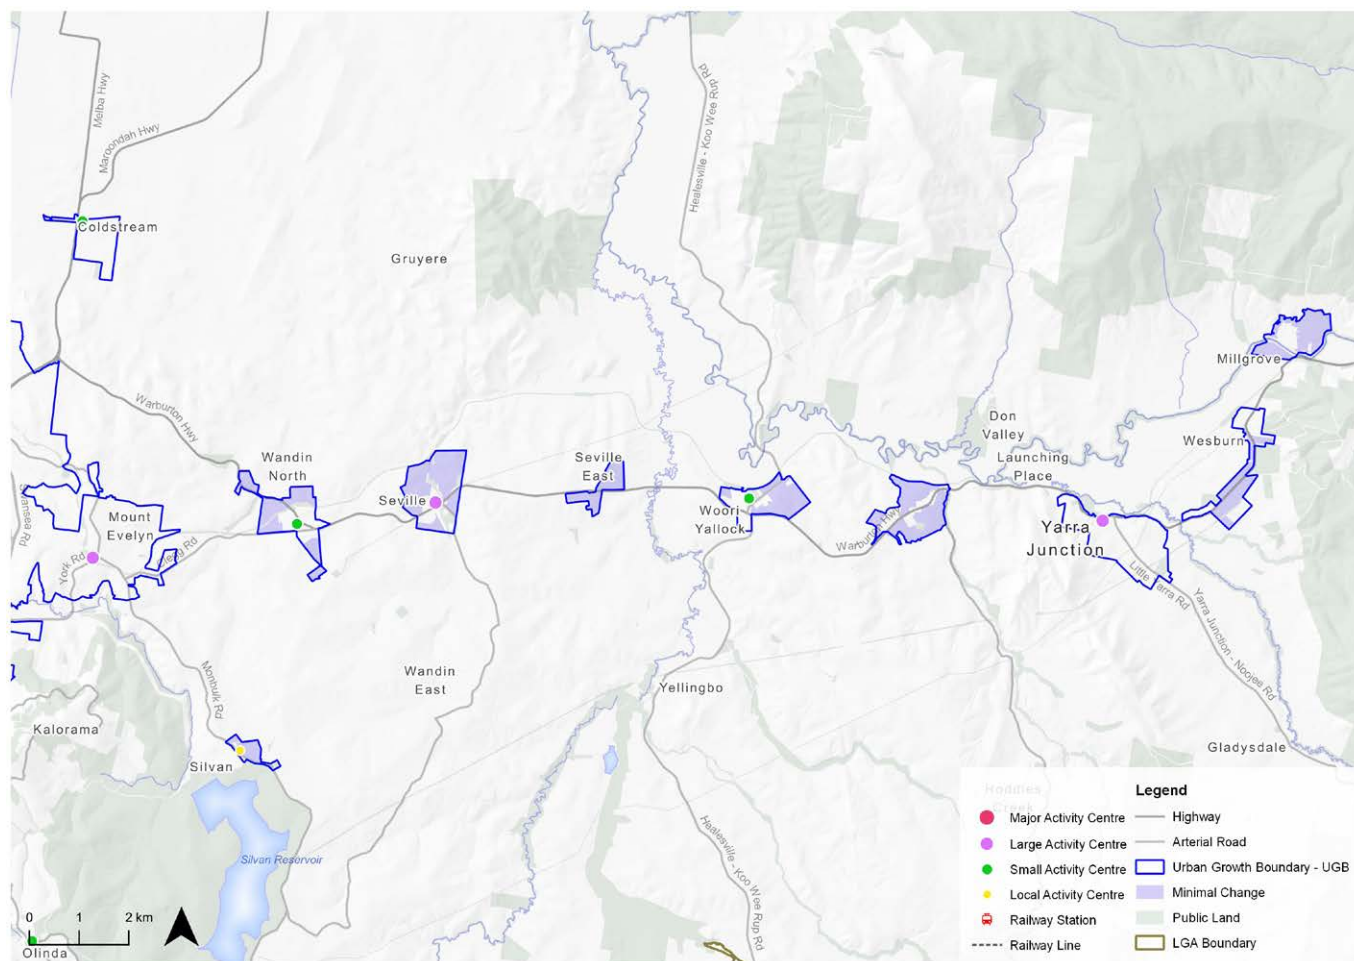 Melba Hwy
Maroondah Hwy
Healesville - Koo Wee Rup Rd
Coldstream
Gruyere
Millgrove
Warburton Hwy
Don
Valley
Wesburn
Launching
Place
Wandin
North
Seville
East
Seville
Woori
Yallock
Warburton Hwy
Yarra
Junction
Swansea Rd
Mount
Evelyn
York Rd
Little Yarra Rd
Yarra Junction - Noojee Rd
Monbulk Rd
Wandin
East
Yellingbo
Kalorama
Silvan
Gladysdale
Silvan Reservoir
Healesville - Koo Wee Rup Rd
Hoddles
Creek
0 1 2 km
Olinda
Legend
Major Activity Centre
Large Activity Centre
Small Activity Centre
Local Activity Centre
Railway Station
Railway Line
Highway
Arterial Road
Urban Growth Boundary - UGB
Minimal Change
Public Land
LGA Boundary